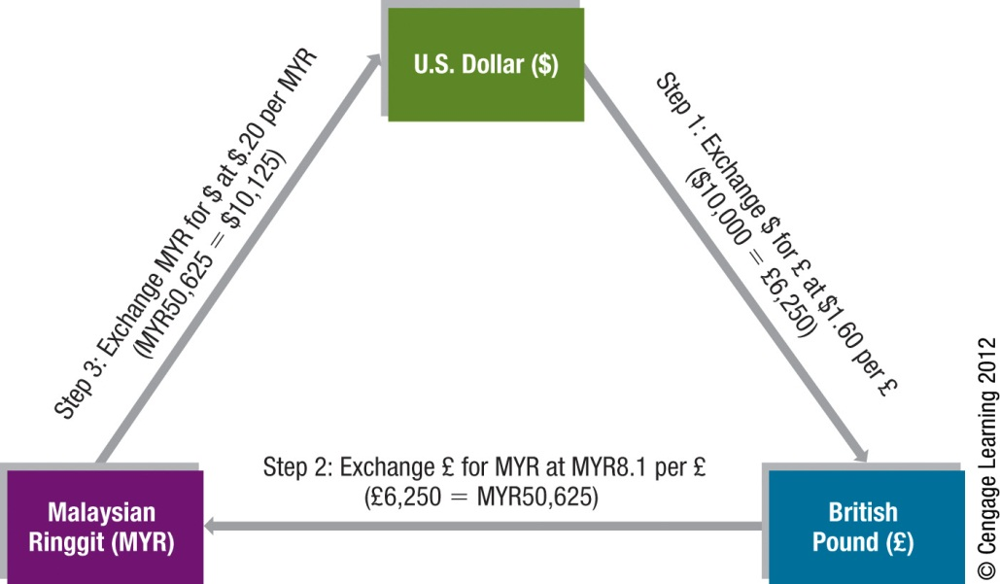 U.S. Dollar ($)
Step 1: Exchange $ for £ at $1.60 per £
($10,000 = £6,250)
Step 2: Exchange £ for MYR at MYR8.1 per £
(£6,250 = MYR50,625)
Step 3: Exchange MYR for $ at $.20 per MYR
(MYR50,625 = $10,125)
Malaysian
Ringgit (MYR)
British
Pound (£)
© Cengage Learning 2012